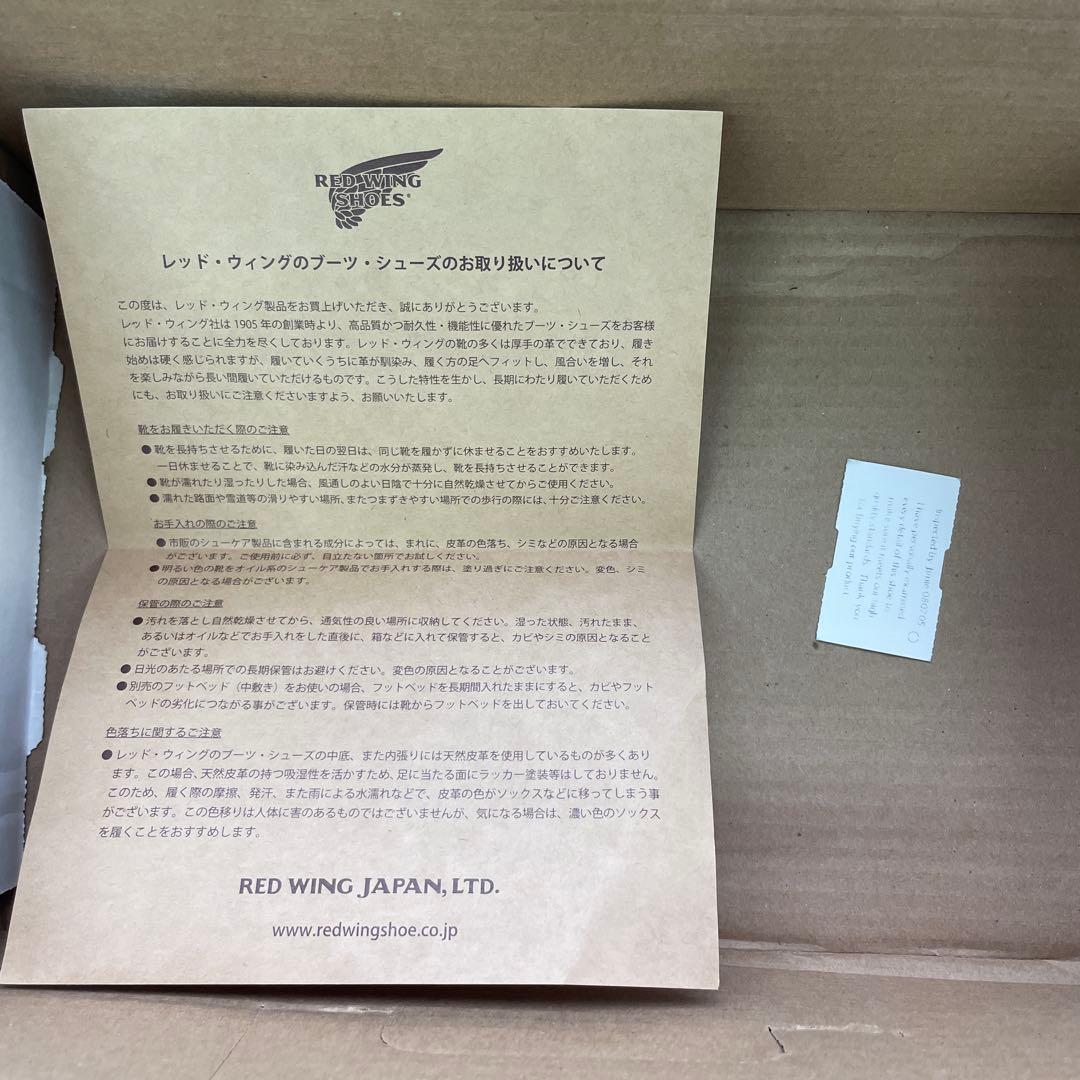 RED WING
SHOES®
レッド・ウィングのブーツ・シューズのお取り扱いについて
この度は、レッド・ウィング製品をお買上げいただき、誠にありがとうございます。
レッド・ウィング社は 1905 年の創業時より、高品質かつ耐久性・機能性に優れたブーツ・シューズをお客様
にお届けすることに全力を尽くしております。レッド・ウィングの靴の多くは厚手の革でできており、履き
始めは硬く感じられますが、履いていくうちに革が馴染み、履く方の足へフィットし、風合いを増し、それ
を楽しみながら長い間履いていただけるものです。こうした特性を生かし、長期にわたり履いていただくため
にも、お取り扱いにご注意くださいますよう、お願いいたします。
靴をお履きいただく際のご注意
●靴を長持ちさせるために、履いた日の翌日は、同じ靴を履かずに休ませることをおすすめいたします。
一日休ませることで、靴に染み込んだ汗などの水分が蒸発し、靴を長持ちさせることができます。
●靴が濡れたり湿ったりした場合、風通しのよい日陰で十分に自然乾燥させてからご使用ください。
●濡れた路面や雪道等の滑りやすい場所、またつまずきやすい場所での歩行の際には、十分ご注意ください。
お手入れの際のご注意
●市販のシューケア製品に含まれる成分によっては、まれに、皮革の色落ち、シミなどの原因となる場合
がございます。ご使用前に必ず、目立たない箇所でお試しください。
●明るい色の靴をオイル系のシューケア製品でお手入れする際は、塗り過ぎにご注意ください。変色、シミ
の原因となる場合がございます。
保管の際のご注意
●汚れを落とし自然乾燥させてから、通気性の良い場所に収納してください。湿った状態、汚れたまま、
あるいはオイルなどでお手入れをした直後に、箱などに入れて保管すると、カビやシミの原因となること
がございます。
●日光のあたる場所での長期保管はお避けください。変色の原因となることがございます。
●別売のフットベッド（中敷き）をお使いの場合、フットベッドを長期間入れたままにすると、カビやフット
ベッドの劣化につながる事がございます。保管時には靴からフットベッドを出しておいてください。
色落ちに関するご注意
●レッド・ウィングのブーツ・シューズの中底、また内張りには天然皮革を使用しているものが多くあり
ます。この場合、天然皮革の持つ吸湿性を活かすため、足に当たる面にラッカー塗装等はしておりません。
このため、履く際の摩擦、発汗、また雨による水濡れなどで、皮革の色がソックスなどに移ってしまう事
がございます。この色移りは人体に害のあるものではございませんが、気になる場合は、濃い色のソックス
を履くことをおすすめします。
RED WING JAPAN, LTD.
www.redwingshoe.co.jp
Inspected by June 080205
I have personally examined
every detail of this shoe to
make sure it meets our high
quality standards. Thank you
for buying our product